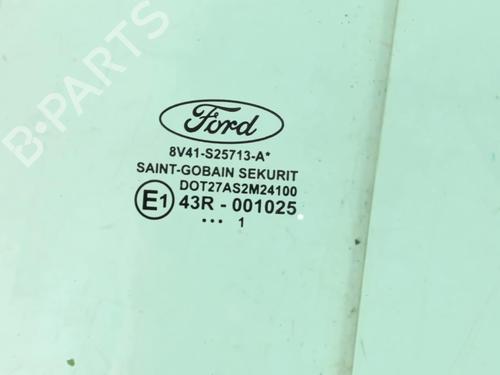 B-PARTS
Ford
8V41-S25713-A*
SAINT-GOBAIN SEKURIT
DOT27AS2M24100
E1 43R - 001025
••• 1